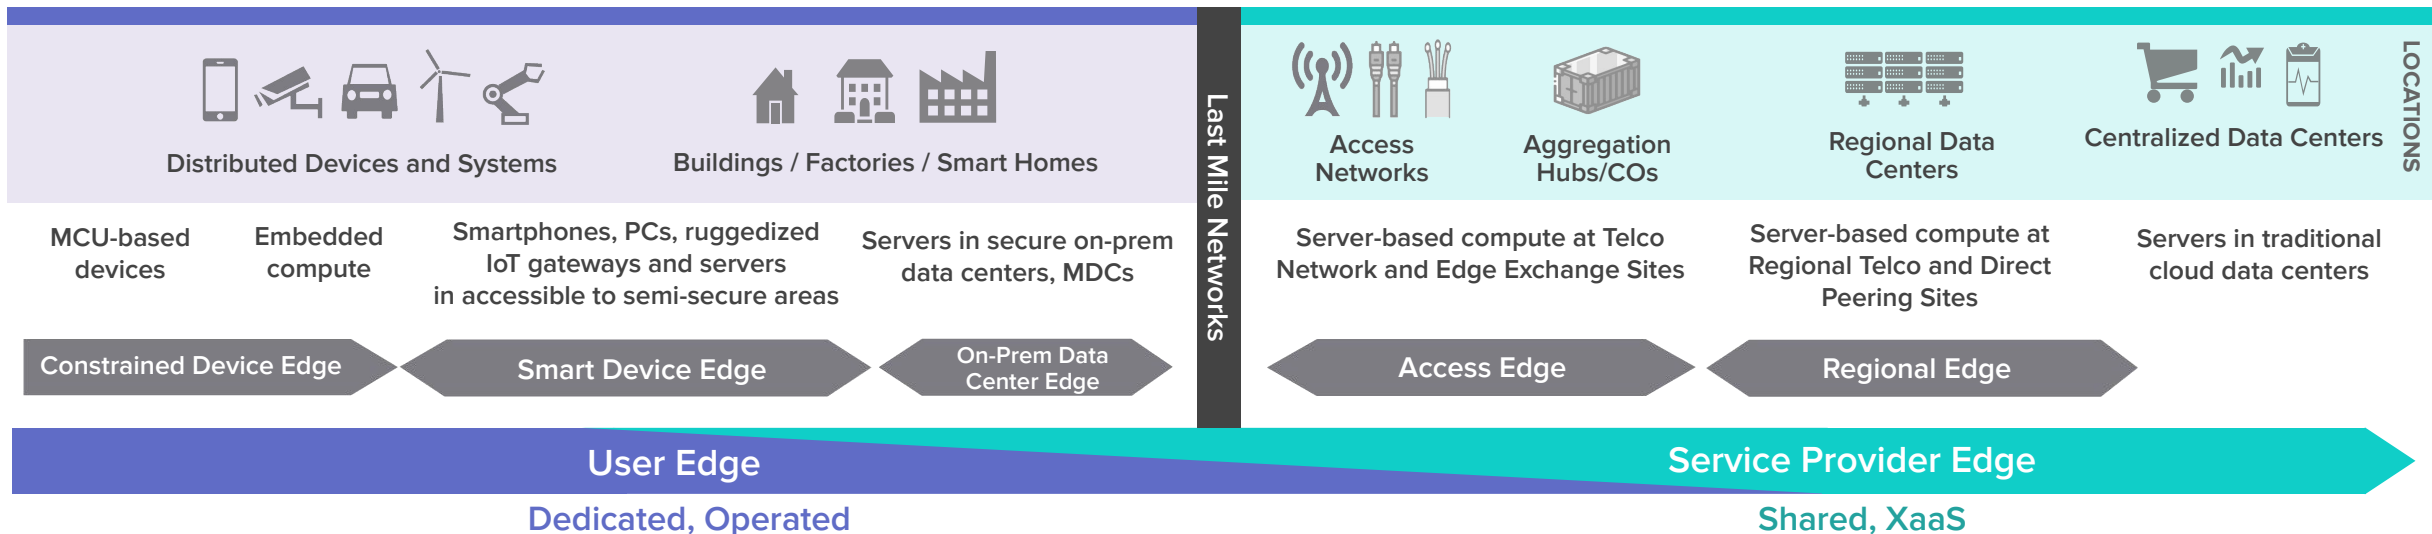 Distributed Devices and Systems
Buildings / Factories / Smart Homes
Last Mile Networks
Access
Networks
Aggregation
Hubs/COs
Regional Data
Centers
Centralized Data Centers
LOCATIONS
MCU-based
devices
Embedded
compute
Smartphones, PCs, ruggedized
IoT gateways and servers
in accessible to semi-secure areas
Servers in secure on-prem
data centers, MDCs
Server-based compute at Telco
Network and Edge Exchange Sites
Server-based compute at
Regional Telco and Direct
Peering Sites
Servers in traditional
cloud data centers
Constrained Device Edge
Smart Device Edge
On-Prem Data
Center Edge
Access Edge
Regional Edge
User Edge
Service Provider Edge
Dedicated, Operated
Shared, XaaS